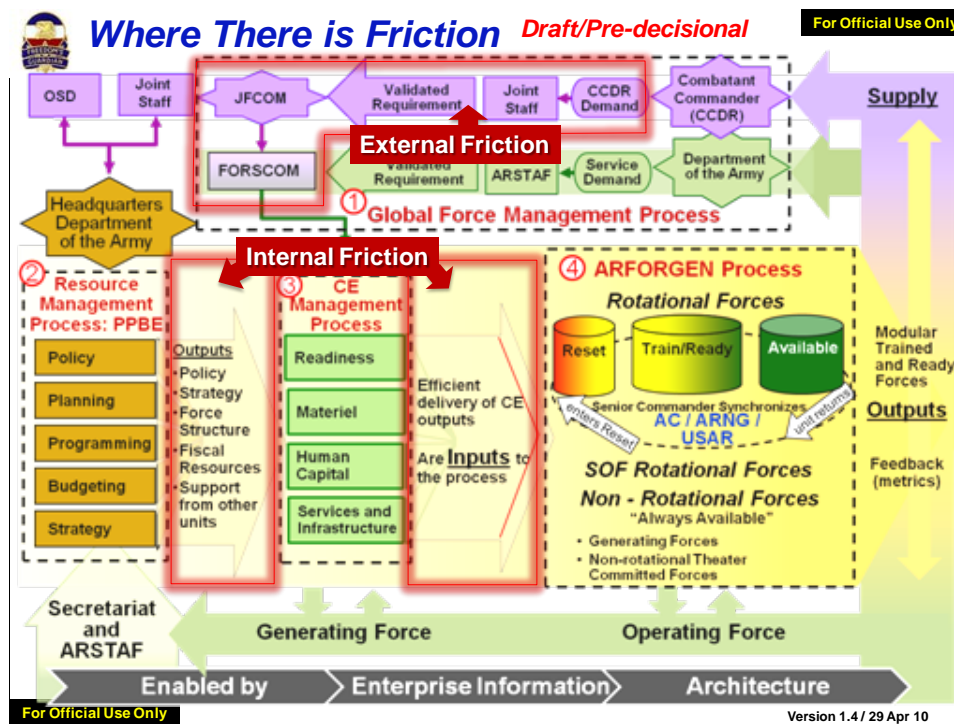 FREEDOM'S
GUARDIAN
Where There is Friction
Draft/Pre-decisional
For Official Use Only
OSD
Joint
Staff
JFCOM
Validated
Requirement
Joint
Staff
CCDR
Demand
Combatant
Commander
(CCDR)
Supply
External Friction
FORSCOM
Validated
Requirement
ARSTAF
Service
Demand
Department
of the Army
1
Global Force Management Process
Headquarters
Department
of the Army
Internal Friction
2
Resource
Management
Process: PPBE
Policy
Planning
Programming
Budgeting
Strategy
Outputs
•Policy
•Strategy
•Force
Structure
•Fiscal
Resources
•Support
from other
units
3
CE
Management
Process
Readiness
Materiel
Human
Capital
Services and
Infrastructure
Efficient
delivery of CE
outputs
Are Inputs to
the process
4
ARFORGEN Process
Rotational Forces
Reset
Train/Ready
Available
Senior Commander Synchronizes
enters Reset
AC / ARNG /
USAR
unit returns
SOF Rotational Forces
Non - Rotational Forces
“Always Available”
• Generating Forces
• Non-rotational Theater
Committed Forces
Modular
Trained
and Ready
Forces
Outputs
Feedback
(metrics)
Secretariat
and
ARSTAF
Generating Force
Operating Force
Enabled by
Enterprise Information
Architecture
For Official Use Only
Version 1.4 / 29 Apr 10